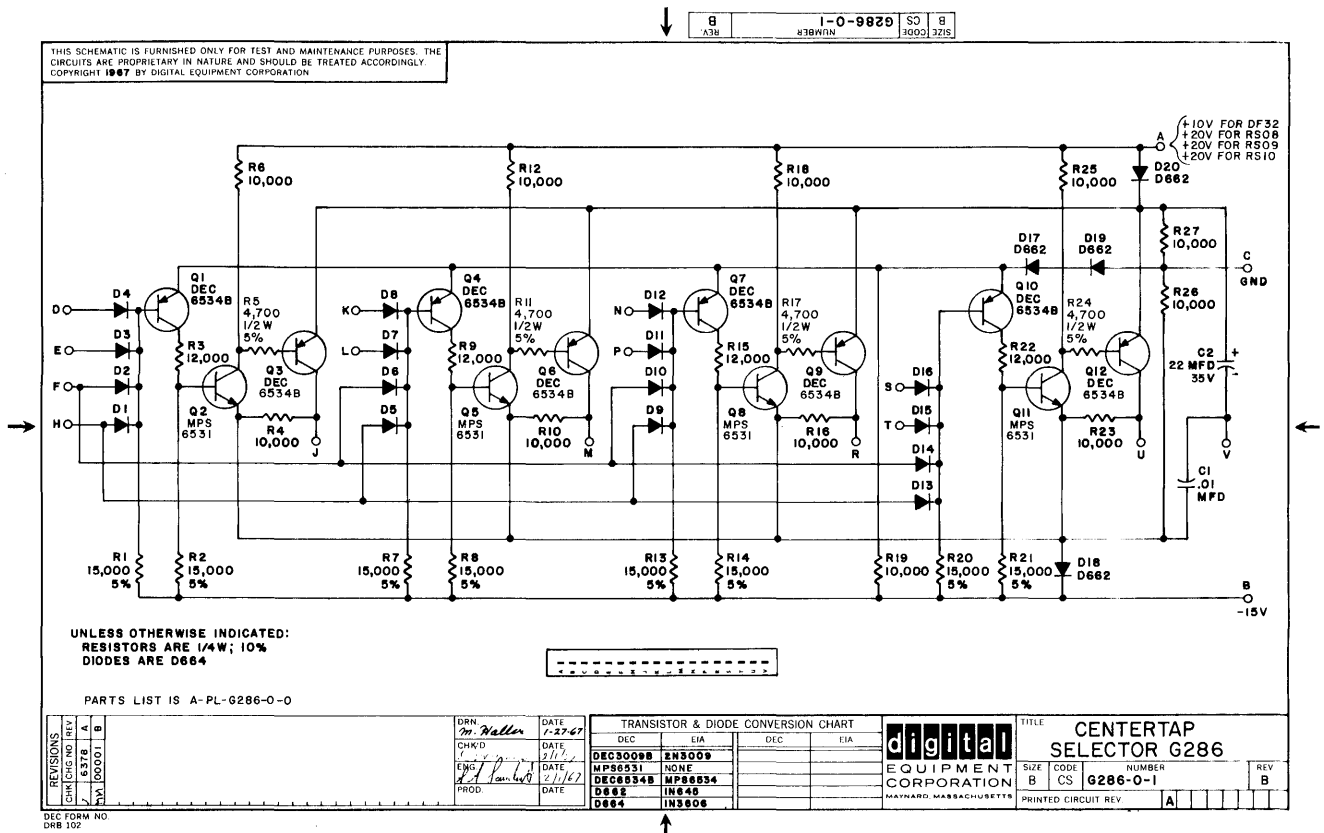 SIZE CODE NUMBER REV.
B CS G286-0-1 B
THIS SCHEMATIC IS FURNISHED ONLY FOR TEST AND MAINTENANCE PURPOSES. THE
CIRCUITS ARE PROPRIETARY IN NATURE AND SHOULD BE TREATED ACCORDINGLY.
COPYRIGHT 1967 BY DIGITAL EQUIPMENT CORPORATION
A
+10V FOR DF32
+20V FOR RS08
+20V FOR RS09
+20V FOR RS10
R6
10,000
R12
10,000
R18
10,000
R25
10,000
D20
D662
R27
10,000
C
GND
D17
D662
D19
D662
R26
10,000
Q1
DEC
6534B
Q4
DEC
6534B
Q7
DEC
6534B
Q10
DEC
6534B
D4
D
D3
E
D2
F
D1
H
R3
12,000
R5
4,700
1/2W
5%
Q3
DEC
6534B
Q2
MPS
6531
R4
10,000
J
D8
K
D7
L
D6
D5
R9
12,000
R11
4,700
1/2W
5%
Q6
DEC
6534B
Q5
MPS
6531
R10
10,000
M
D12
N
D11
P
D10
D9
R15
12,000
R17
4,700
1/2W
5%
Q9
DEC
6534B
Q8
MPS
6531
R16
10,000
R
D16
S
D15
T
D14
D13
R22
12,000
R24
4,700
1/2W
5%
Q12
DEC
6534B
Q11
MPS
6531
R23
10,000
U
C2
22 MFD
35V
+
-
V
C1
.01
MFD
R1
15,000
5%
R2
15,000
5%
R7
15,000
5%
R8
15,000
5%
R13
15,000
5%
R14
15,000
5%
R19
10,000
R20
15,000
5%
R21
15,000
5%
D18
D662
B
-15V
UNLESS OTHERWISE INDICATED:
RESISTORS ARE 1/4W; 10%
DIODES ARE D664
PARTS LIST IS A-PL-G286-0-0
REVISIONS
CHK CHG NO. REV.
6378 A
00001 B
DRN.
M. Waller
DATE
1-27-67
CHK'D
DATE
ENG.
DATE
2/1/67
PROD.
DATE
TRANSISTOR & DIODE CONVERSION CHART
DEC EIA DEC EIA
DEC3009B 2N3009
MPS6531 NONE
DEC6534B MPS6534
D662 IN645
D664 IN3606
digital
EQUIPMENT
CORPORATION
MAYNARD, MASSACHUSETTS
TITLE
CENTERTAP
SELECTOR G286
SIZE CODE NUMBER REV
B CS G286-0-1 B
PRINTED CIRCUIT REV. A
DEC FORM NO.
DRB 102